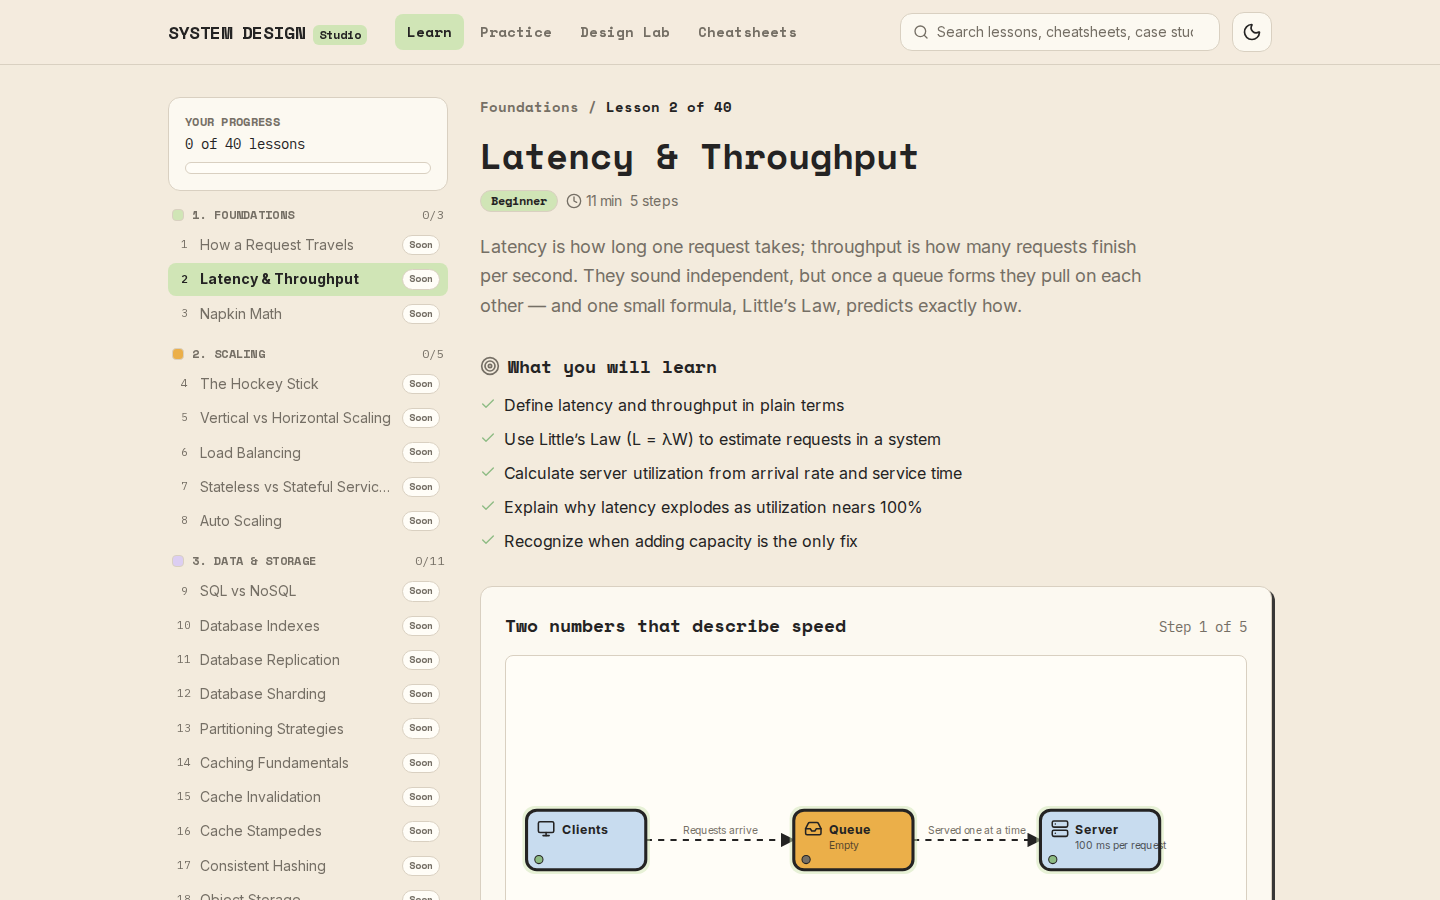 SYSTEM DESIGN Studio
Learn
Practice
Design Lab
Cheatsheets
Search lessons, cheatsheets, case stud
YOUR PROGRESS
0 of 40 lessons
1. FOUNDATIONS 0/3
1 How a Request Travels Soon
2 Latency & Throughput Soon
3 Napkin Math Soon
2. SCALING 0/5
4 The Hockey Stick Soon
5 Vertical vs Horizontal Scaling Soon
6 Load Balancing Soon
7 Stateless vs Stateful Servic... Soon
8 Auto Scaling Soon
3. DATA & STORAGE 0/11
9 SQL vs NoSQL Soon
10 Database Indexes Soon
11 Database Replication Soon
12 Database Sharding Soon
13 Partitioning Strategies Soon
14 Caching Fundamentals Soon
15 Cache Invalidation Soon
16 Cache Stampedes Soon
17 Consistent Hashing Soon
18 Object Storage Soon
Foundations / Lesson 2 of 40
Latency & Throughput
Beginner 11 min 5 steps
Latency is how long one request takes; throughput is how many requests finish
per second. They sound independent, but once a queue forms they pull on each
other — and one small formula, Little’s Law, predicts exactly how.
What you will learn
Define latency and throughput in plain terms
Use Little’s Law (L = λW) to estimate requests in a system
Calculate server utilization from arrival rate and service time
Explain why latency explodes as utilization nears 100%
Recognize when adding capacity is the only fix
Two numbers that describe speed
Step 1 of 5
Clients
Requests arrive
Queue
Empty
Served one at a time
Server
100 ms per request